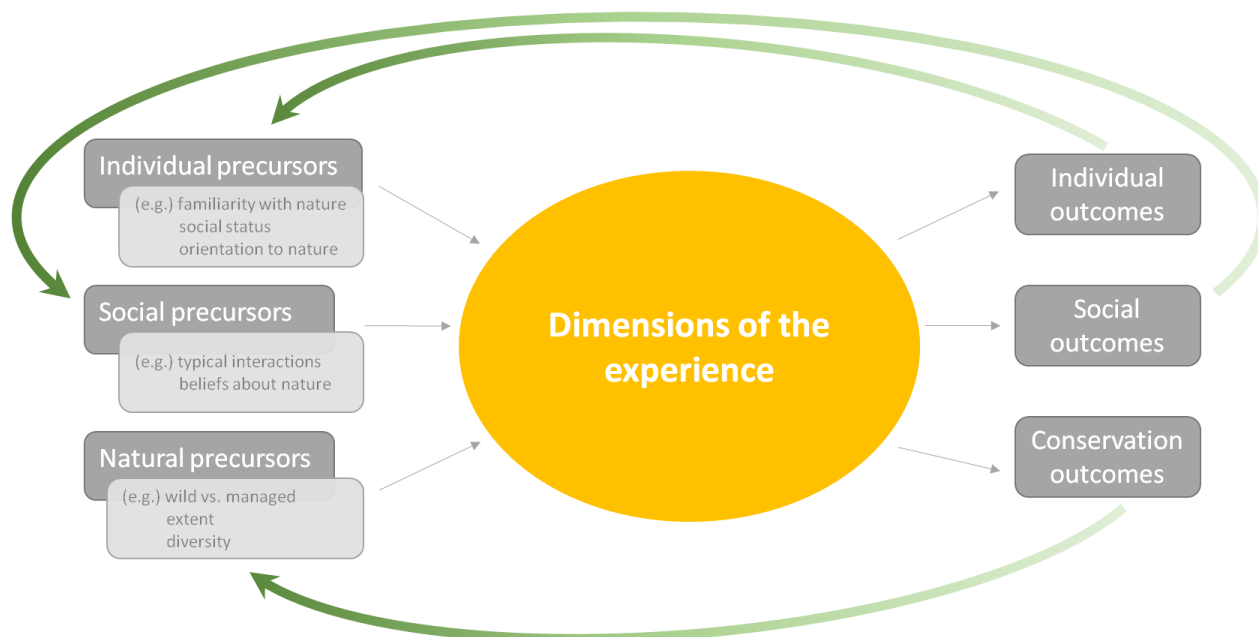 Individual precursors
(e.g.) familiarity with nature
social status
orientation to nature
Social precursors
(e.g.) typical interactions
beliefs about nature
Natural precursors
(e.g.) wild vs. managed
extent
diversity
Dimensions of the
experience
Individual
outcomes
Social
outcomes
Conservation
outcomes